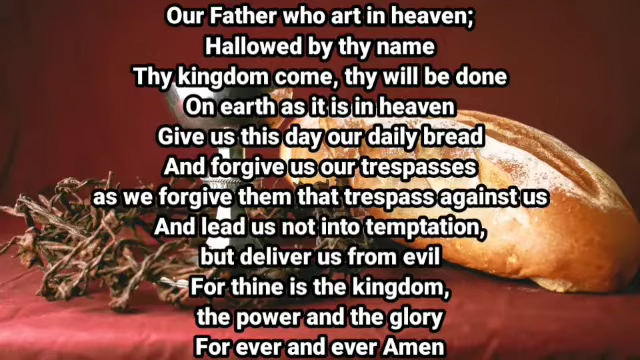 Our Father who art in heaven;
Hallowed by thy name
Thy kingdom come, thy will be done
On earth as it is in heaven
Give us this day our daily bread
And forgive us our trespasses
as we forgive them that trespass against us
And lead us not into temptation,
but deliver us from evil
For thine is the kingdom,
the power and the glory
For ever and ever Amen